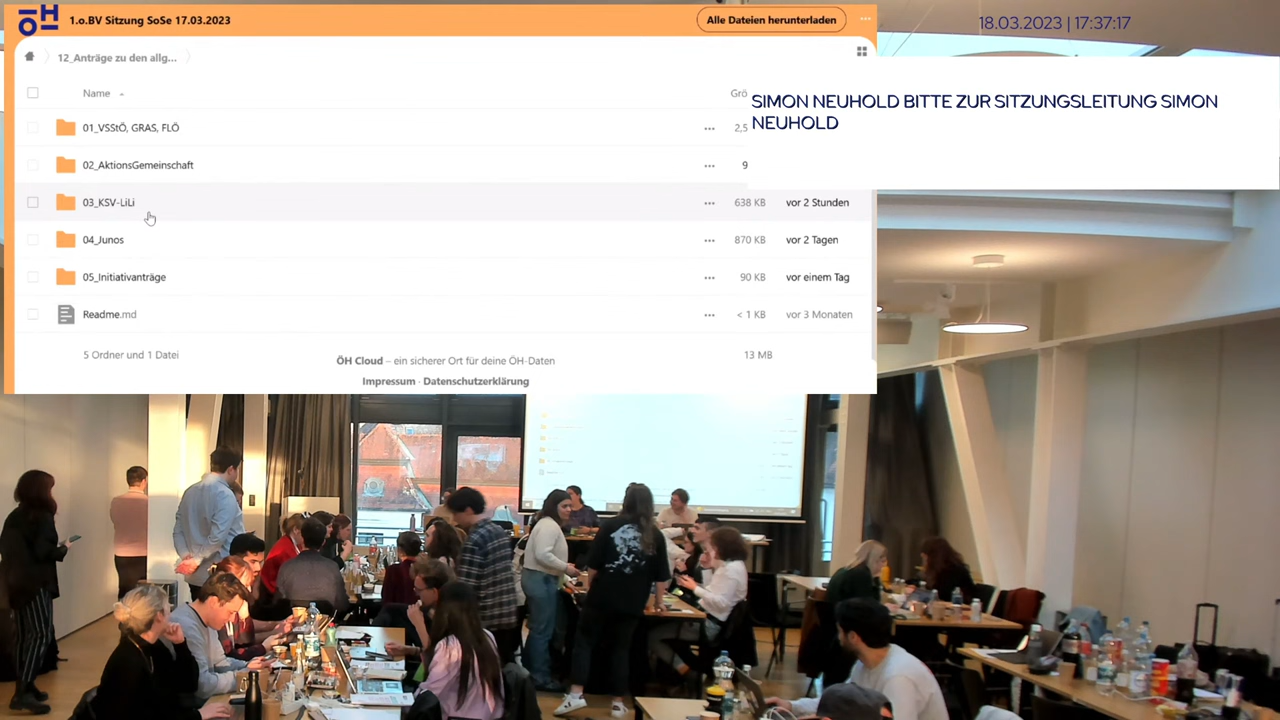 ÖH
1.o.BV Sitzung SoSe 17.03.2023
Alle Dateien herunterladen
18.03.2023 | 17:37:17
12_Anträge zu den allg...
SIMON NEUHOLD BITTE ZUR SITZUNGSLEITUNG SIMON
NEUHOLD
Name
Grö
01_VSStÖ, GRAS, FLÖ
2,5
02_AktionsGemeinschaft
9
03_KSV-LiLi
638 KB
vor 2 Stunden
04_Junos
870 KB
vor 2 Tagen
05_Initiativanträge
90 KB
vor einem Tag
Readme.md
< 1 KB
vor 3 Monaten
5 Ordner und 1 Datei
13 MB
ÖH Cloud – ein sicherer Ort für deine ÖH-Daten
Impressum · Datenschutzerklärung